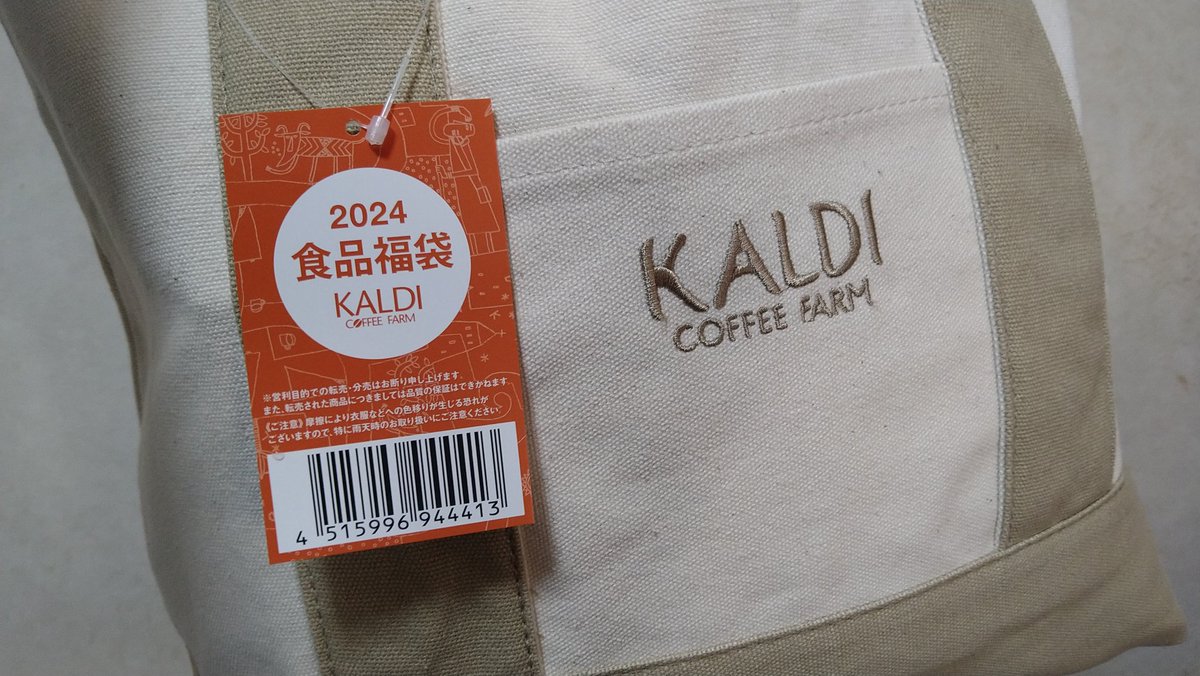 2024
食品福袋
KALDI
COFFEE FARM
※営利目的での転売・分売はお断り申し上げます。
また、転売された商品につきましては品質の保証はできかねます
《ご注意》摩擦により衣服などへの色移りが生じる恐れが
ございますので、特に雨天時のお取り扱いにご注意ください。
4 515996 944413
KALDI
COFFEE FARM